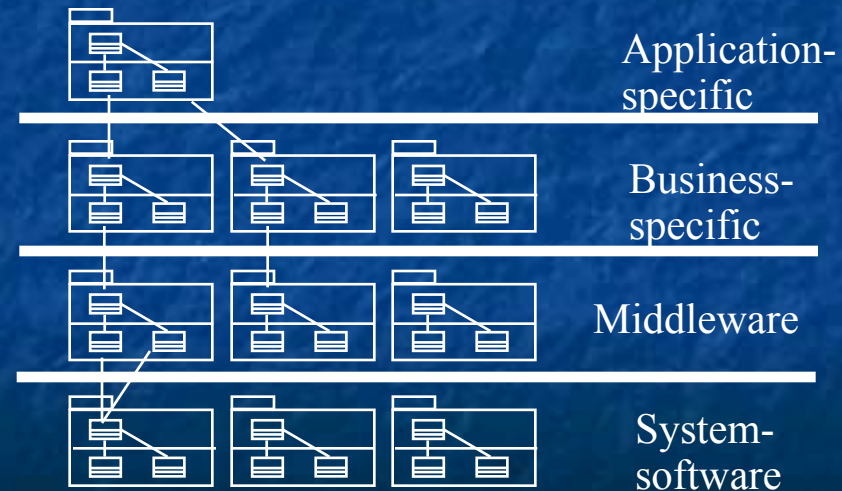 Application-
specific
Business-
specific
Middleware
System-
software